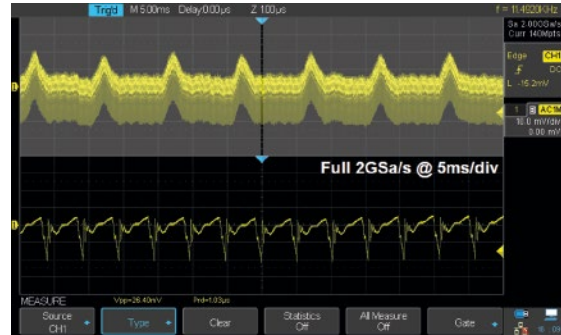 Trig'd M 5.00ms Delay:0.00µs Z 100µs f = 11.4920KHz
Sa 2.00GSa/s
Curr 140Mpts
Edge CH1
DC
L -15.2mV
1 B AC1M
10.0 mV/div
0.00 mV
Full 2GSa/s @ 5ms/div
MEASURE Vpp=26.40mV Prd=1.03µs
Source
CH1
Type
Clear
Statistics
Off
All Measure
Off
Gate